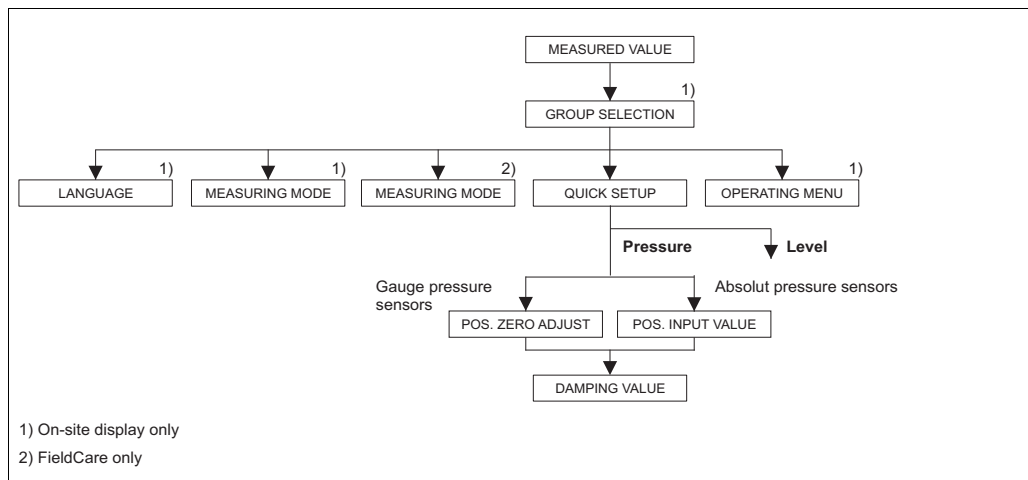 MEASURED VALUE
1)
GROUP SELECTION
1)
1)
2)
1)
LANGUAGE
MEASURING MODE
MEASURING MODE
QUICK SETUP
OPERATING MENU
Pressure
Level
Gauge pressure
sensors
Absolut pressure sensors
POS. ZERO ADJUST
POS. INPUT VALUE
DAMPING VALUE
1) On-site display only
2) FieldCare only